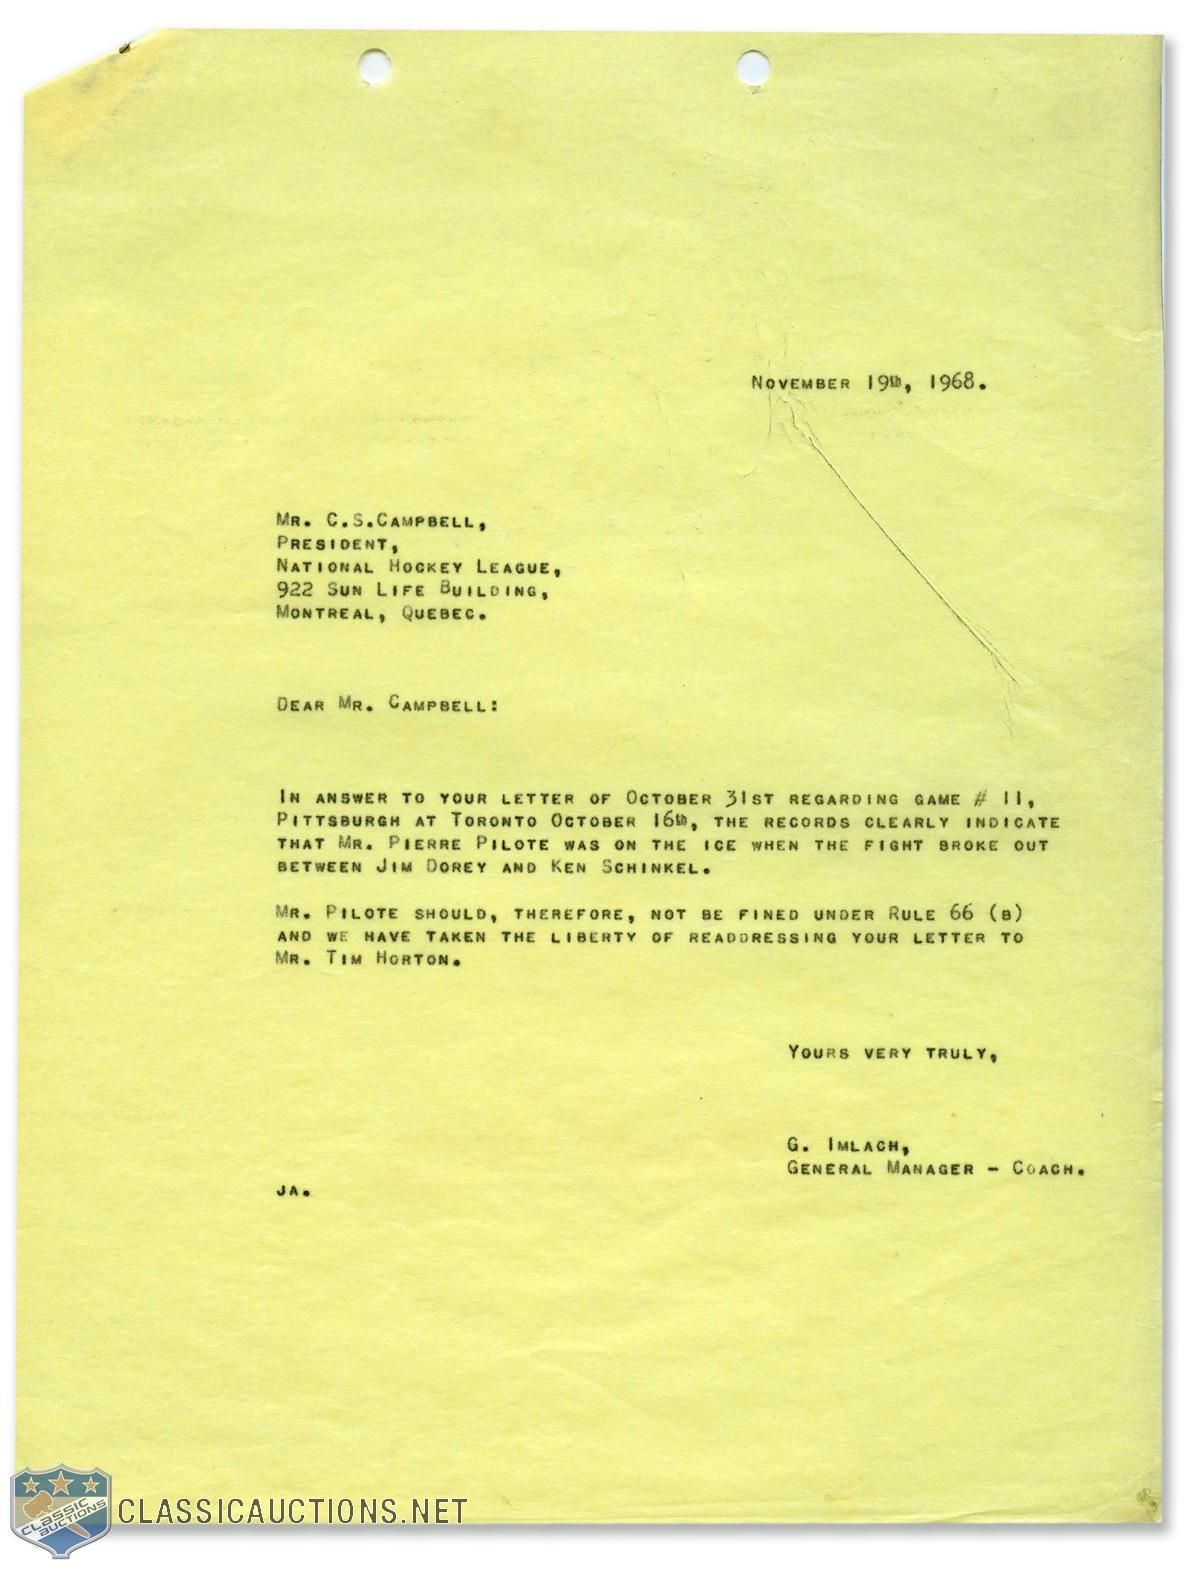 November 19th, 1968.
Mr. C.S.Campbell,
President,
National Hockey League,
922 Sun Life Building,
Montreal, Quebec.
Dear Mr. Campbell:
In answer to your letter of October 31st regarding game # 11,
Pittsburgh at Toronto October 16th, the records clearly indicate
that Mr. Pierre Pilote was on the ice when the fight broke out
between Jim Dorey and Ken Schinkel.
Mr. Pilote should, therefore, not be fined under Rule 66 (b)
and we have taken the liberty of readdressing your letter to
Mr. Tim Horton.
Yours very truly,
G. Imlach,
General Manager - Coach.
ja.
CLASSIC
AUCTIONS
CLASSICAUCTIONS.NET